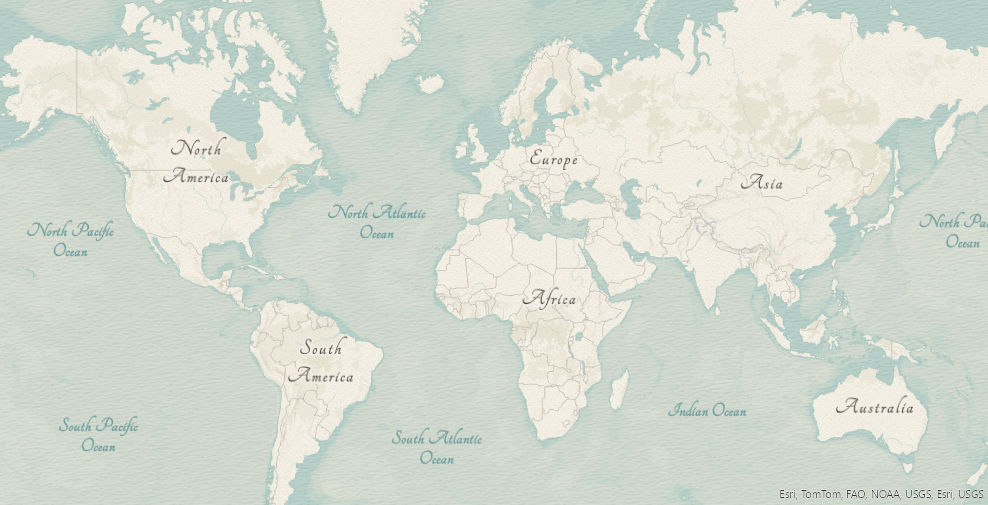 North
America
Europe
Asia
North Pacific
Ocean
North Atlantic
Ocean
North Pa
Ocean
Africa
South
America
South Pacific
Ocean
South Atlantic
Ocean
Indian Ocean
Australia
Esri, TomTom, FAO, NOAA, USGS, Esri, USGS